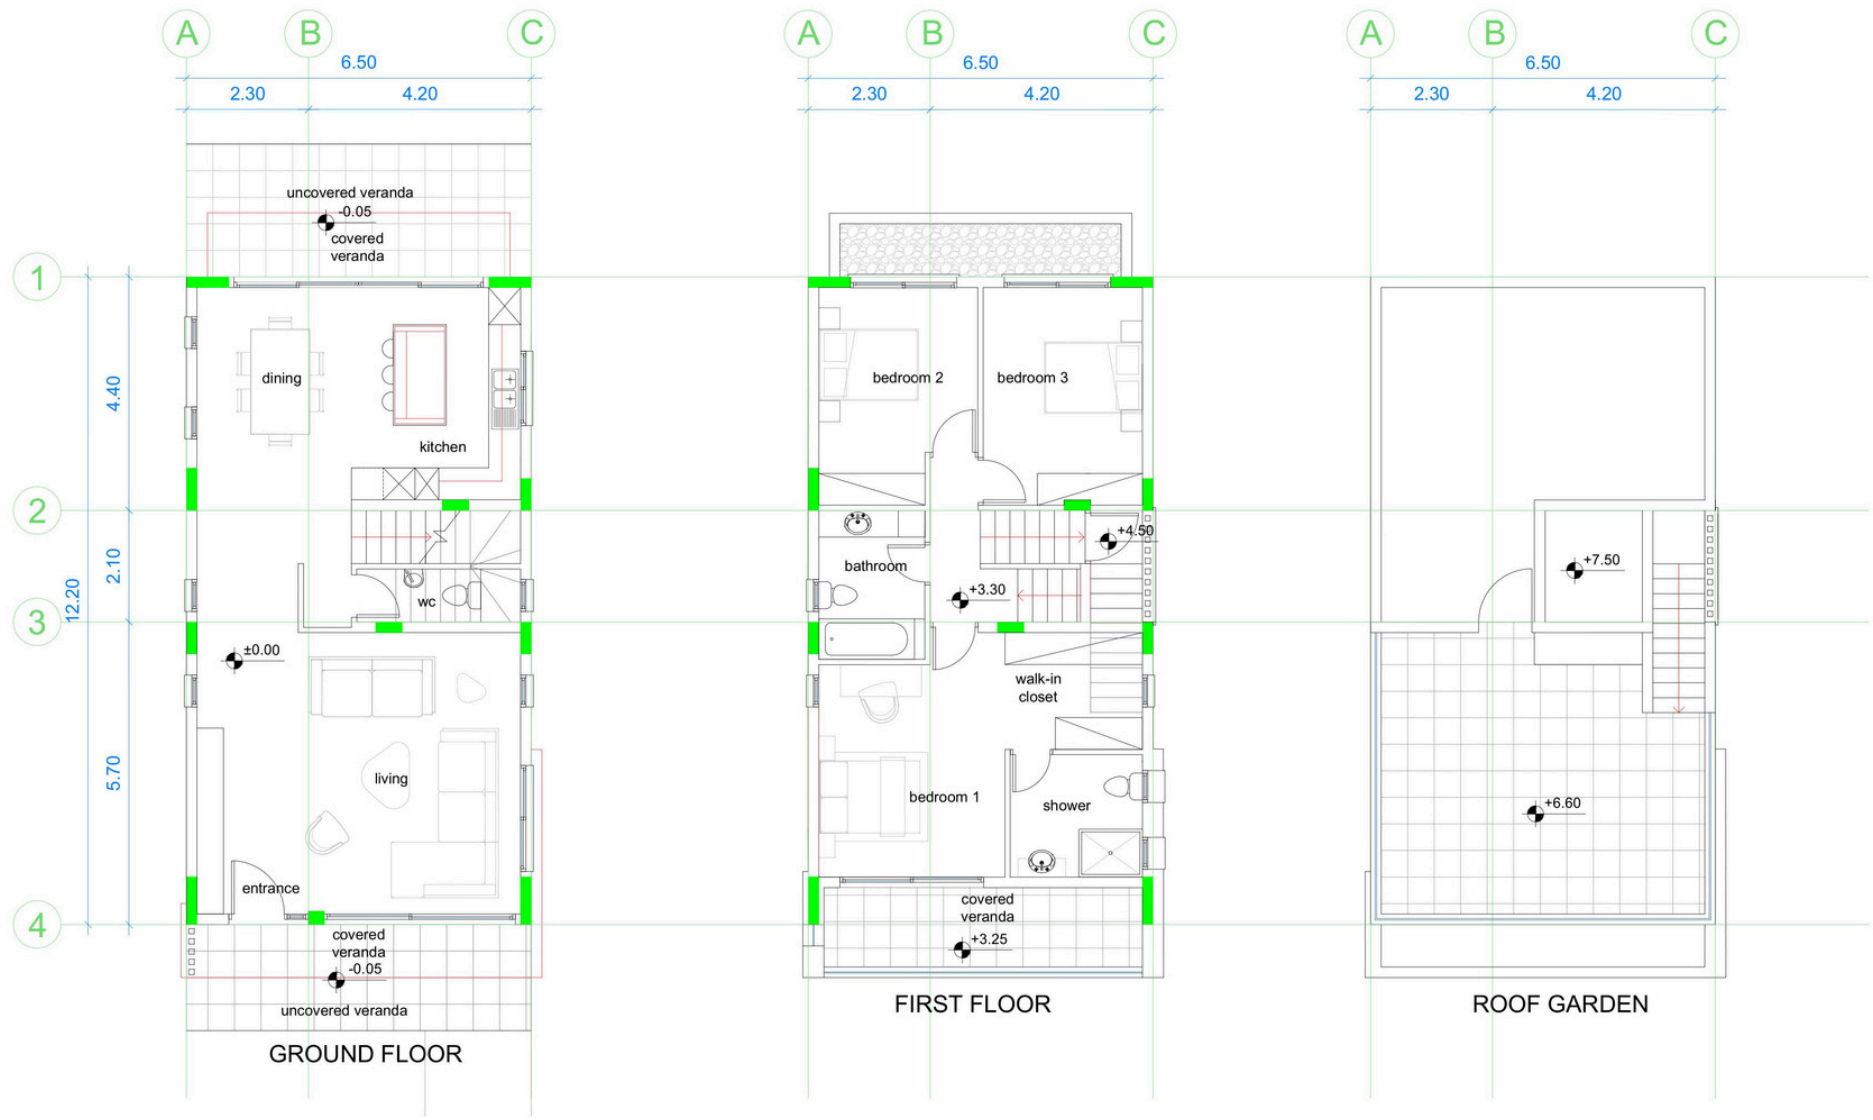 A B C
6.50
2.30 4.20
A B C
6.50
2.30 4.20
A B C
6.50
2.30 4.20
1
2
3
4
12.20
4.40
2.10
5.70
uncovered veranda
-0.05
covered
veranda
dining
kitchen
wc
±0.00
living
entrance
covered
veranda
-0.05
uncovered veranda
GROUND FLOOR
bedroom 2
bedroom 3
+4.50
bathroom
+3.30
walk-in
closet
bedroom 1
shower
covered
veranda
+3.25
FIRST FLOOR
+7.50
+6.60
ROOF GARDEN